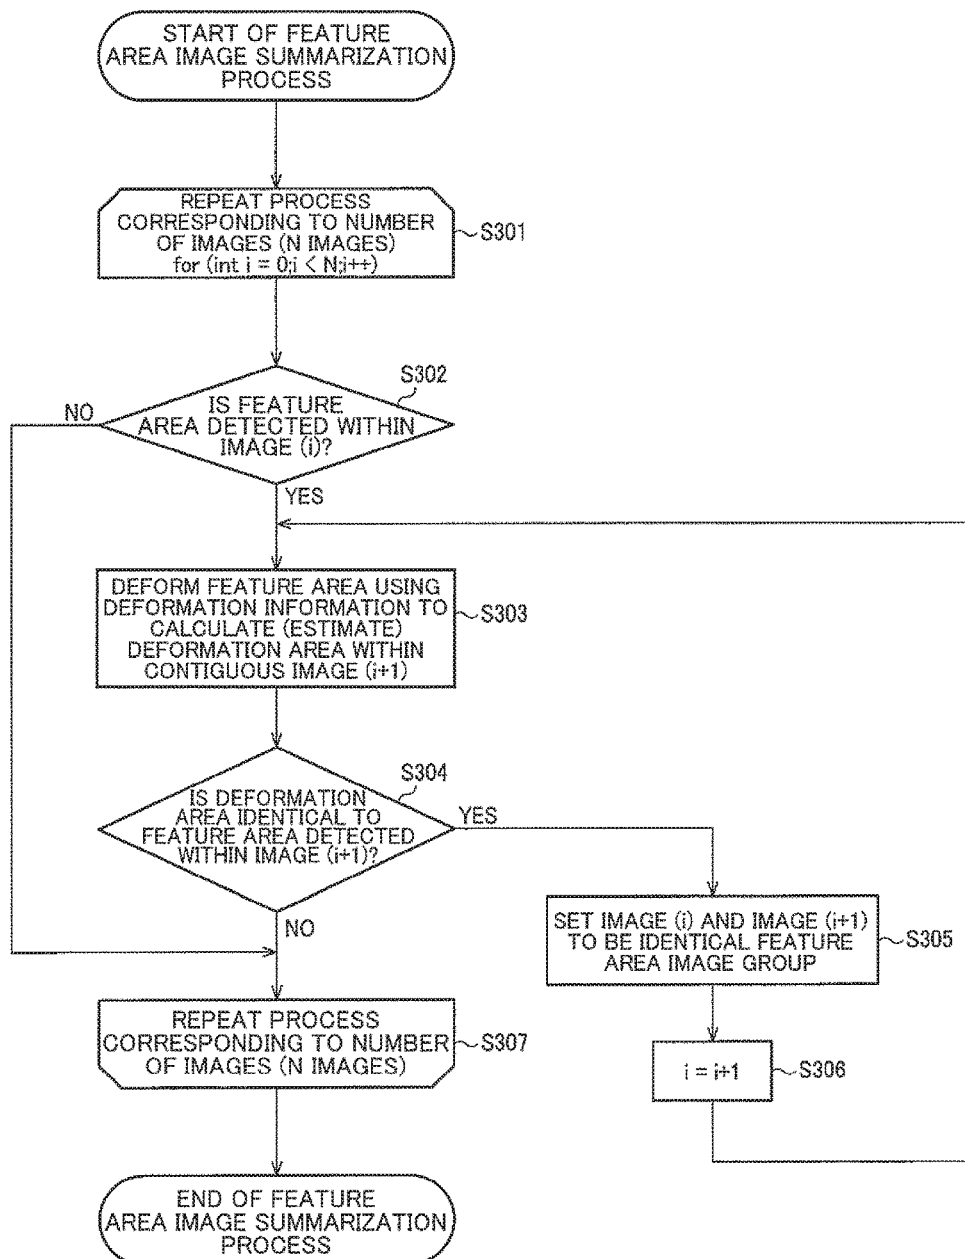 START OF FEATURE
AREA IMAGE SUMMARIZATION
PROCESS
REPEAT PROCESS
CORRESPONDING TO NUMBER
OF IMAGES (N IMAGES)
for (int i = 0;i < N;i++)
S301
S302
IS FEATURE
AREA DETECTED WITHIN
IMAGE (i)?
NO
YES
DEFORM FEATURE AREA USING
DEFORMATION INFORMATION TO
CALCULATE (ESTIMATE)
DEFORMATION AREA WITHIN
CONTIGUOUS IMAGE (i+1)
S303
S304
IS DEFORMATION
AREA IDENTICAL TO
FEATURE AREA DETECTED
WITHIN IMAGE (i+1)?
YES
NO
SET IMAGE (i) AND IMAGE (i+1)
TO BE IDENTICAL FEATURE
AREA IMAGE GROUP
S305
i = i+1
S306
REPEAT PROCESS
CORRESPONDING TO NUMBER
OF IMAGES (N IMAGES)
S307
END OF FEATURE
AREA IMAGE SUMMARIZATION
PROCESS